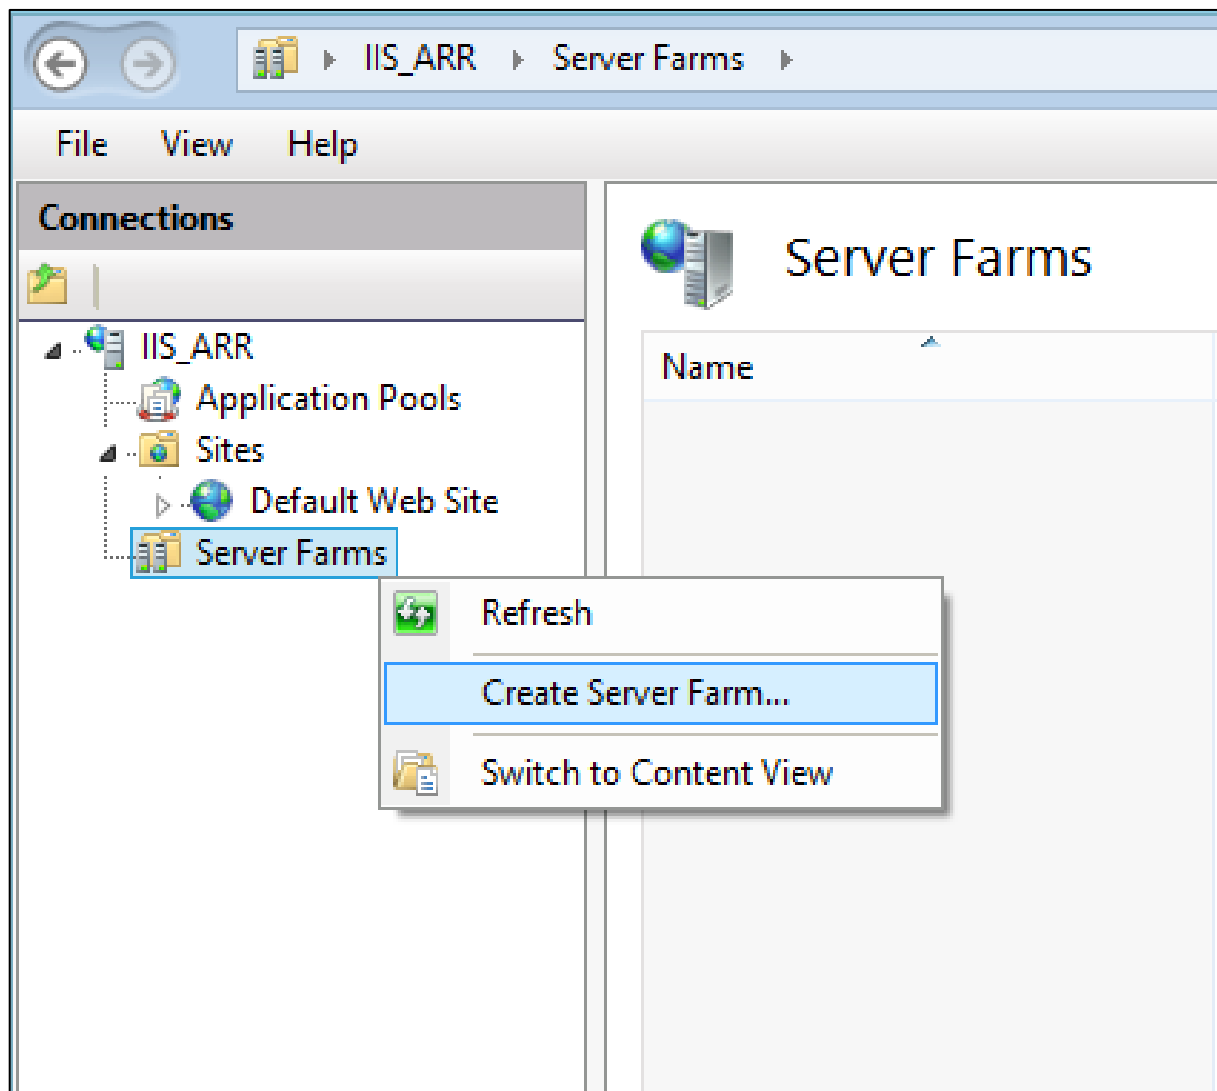 IIS_ARR Server Farms
File View Help
Connections
Server Farms
IIS_ARR
Name
Application Pools
Sites
Default Web Site
Server Farms
Refresh
Create Server Farm...
Switch to Content View